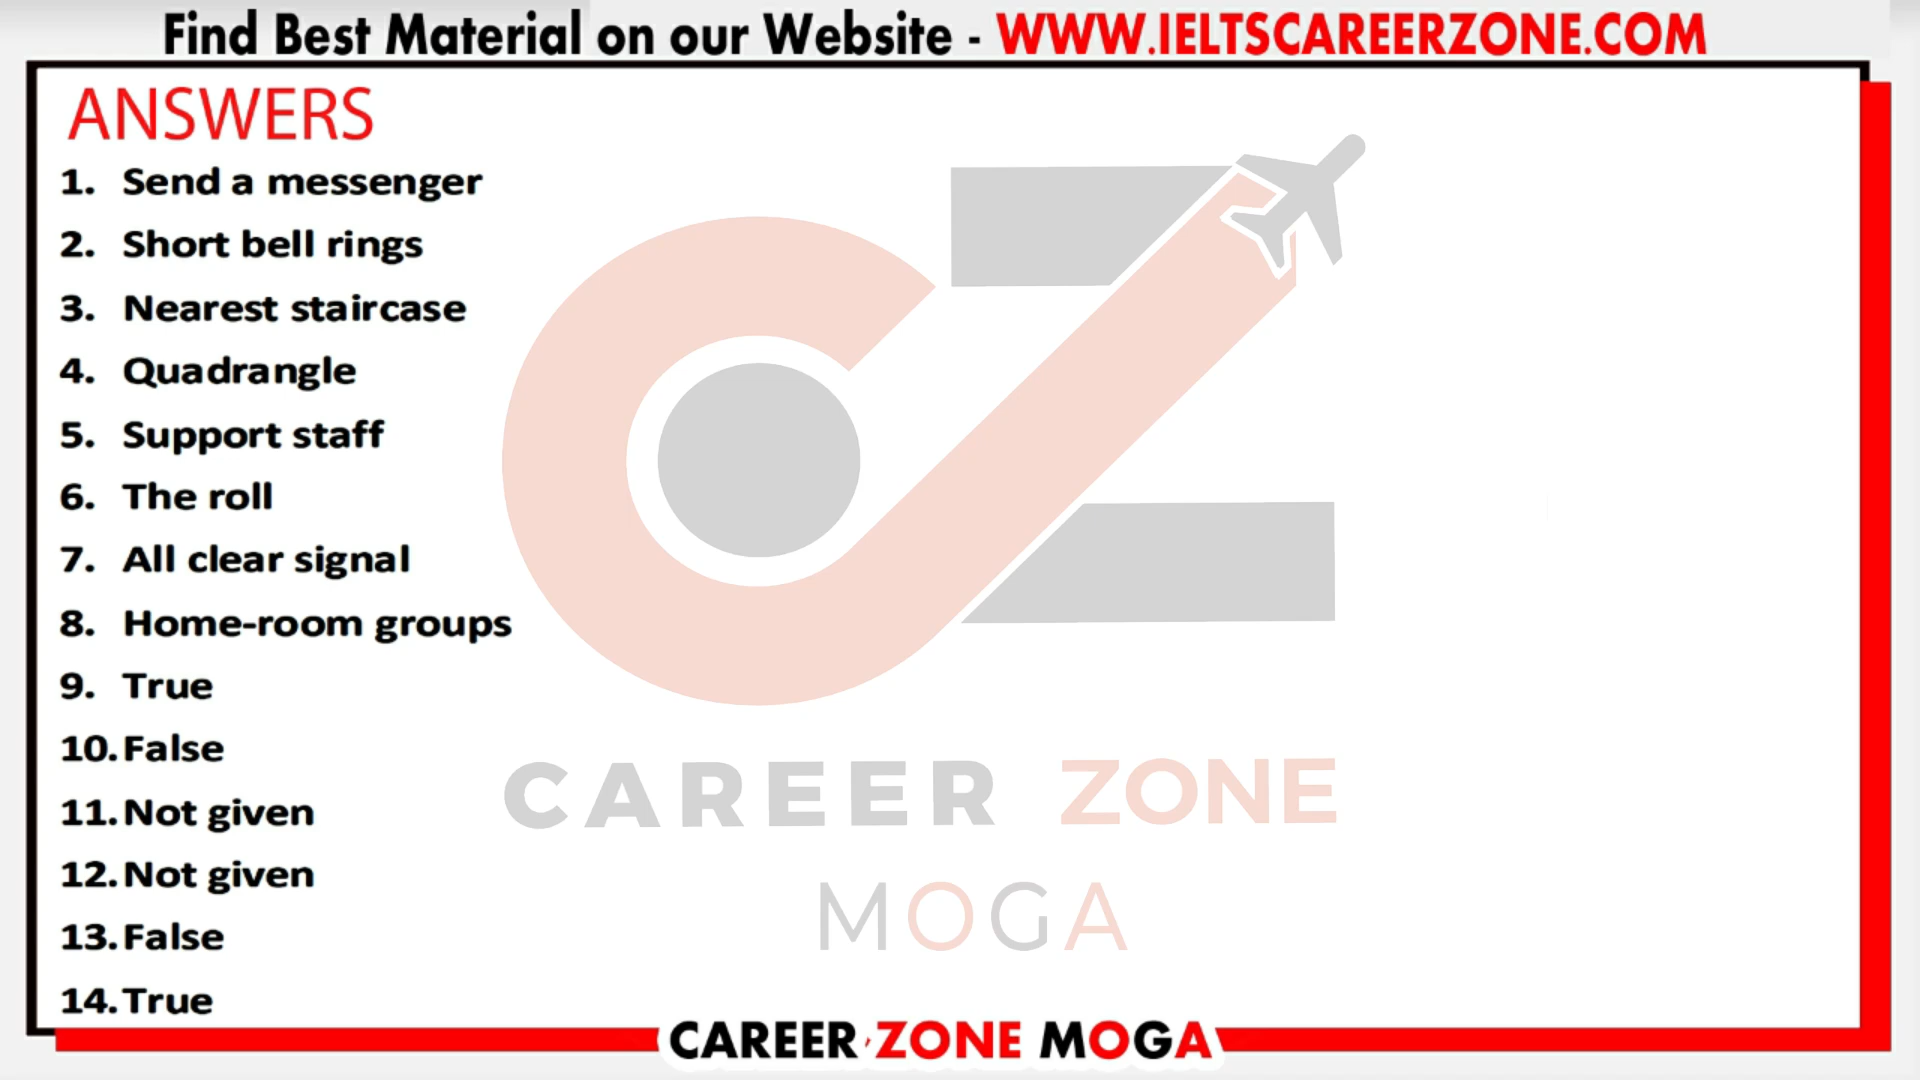 Find Best Material on our Website - WWW.IELTSCAREERZONE.COM
ANSWERS
1. Send a messenger
2. Short bell rings
3. Nearest staircase
4. Quadrangle
5. Support staff
6. The roll
7. All clear signal
8. Home-room groups
9. True
10. False
11. Not given
12. Not given
13. False
14. True
CAREER ZONE
MOGA
CAREER ZONE MOGA